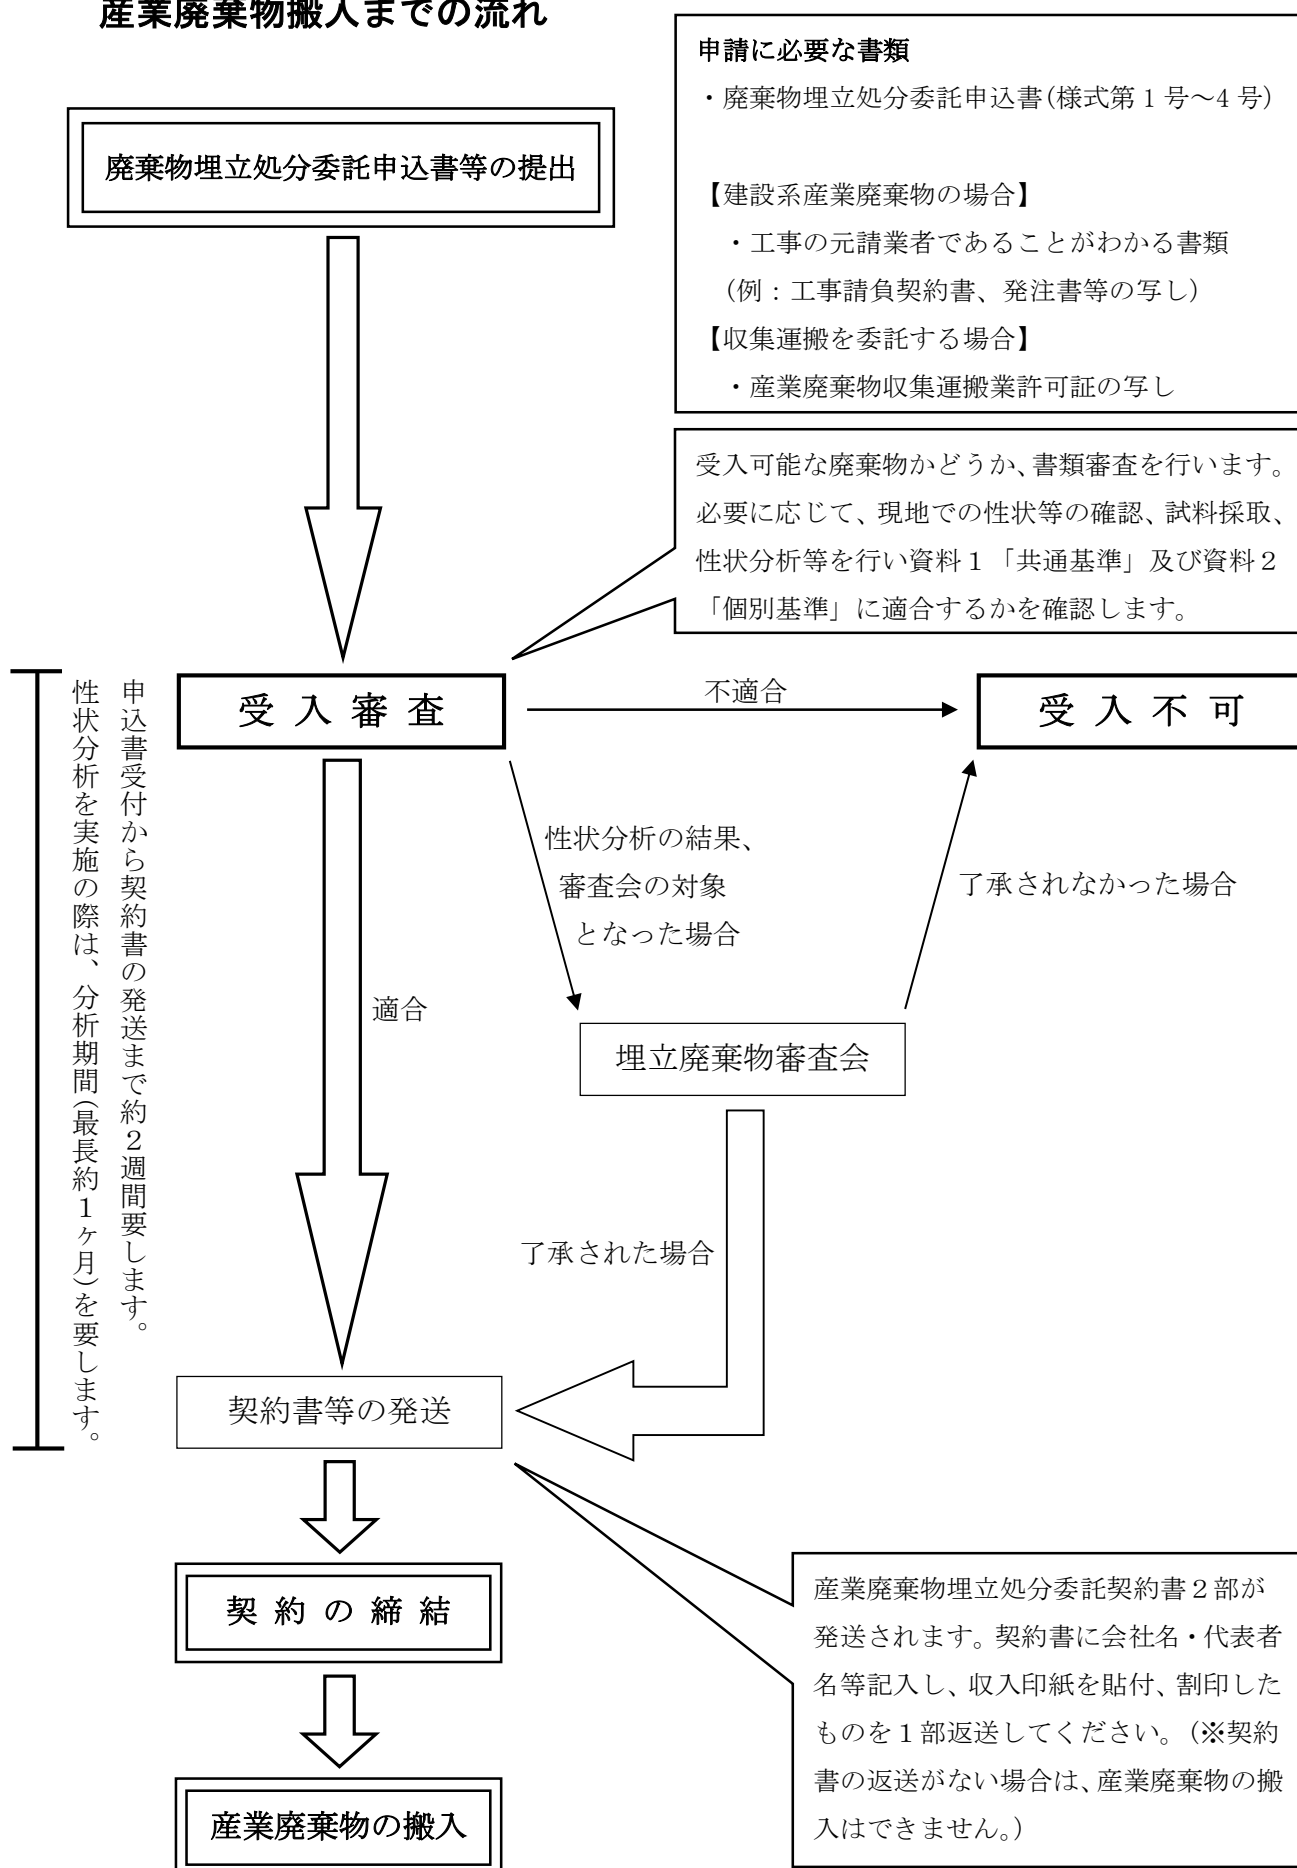 産業廃棄物搬入までの流れ
申請に必要な書類
・廃棄物埋立処分委託申込書(様式第1号～4号)
【建設系産業廃棄物の場合】
・工事の元請業者であることがわかる書類
(例：工事請負契約書、発注書等の写し)
【収集運搬を委託する場合】
・産業廃棄物収集運搬業許可証の写し
廃棄物埋立処分委託申込書等の提出
受入可能な廃棄物かどうか、書類審査を行います。
必要に応じて、現地での性状等の確認、試料採取、
性状分析等を行い資料１「共通基準」及び資料２
「個別基準」に適合するかを確認します。
受入審査
不適合
受入不可
申込書受付から契約書の発送まで約２週間要します。
性状分析を実施の際は、分析期間(最長約１ヶ月)を要します。
性状分析の結果、
審査会の対象
となった場合
了承されなかった場合
適合
埋立廃棄物審査会
了承された場合
契約書等の発送
契約の締結
産業廃棄物埋立処分委託契約書２部が
発送されます。契約書に会社名・代表者
名等記入し、収入印紙を貼付、割印した
ものを１部返送してください。(※契約
書の返送がない場合は、産業廃棄物の搬
入はできません。)
産業廃棄物の搬入